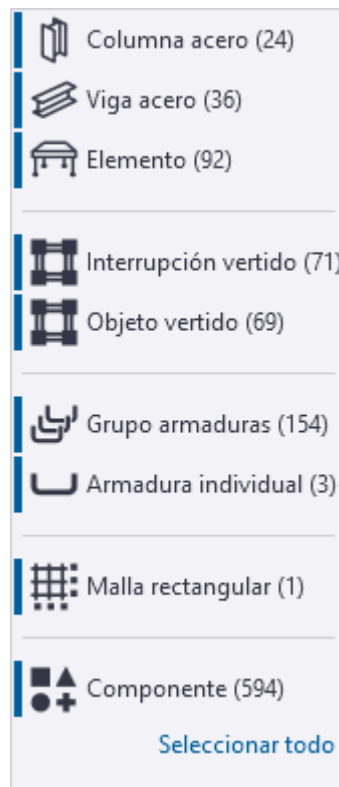 Columna acero (24)
Viga acero (36)
Elemento (92)
Interrupción vertido (71)
Objeto vertido (69)
Grupo armaduras (154)
Armadura individual (3)
Malla rectangular (1)
Componente (594)
Seleccionar todo